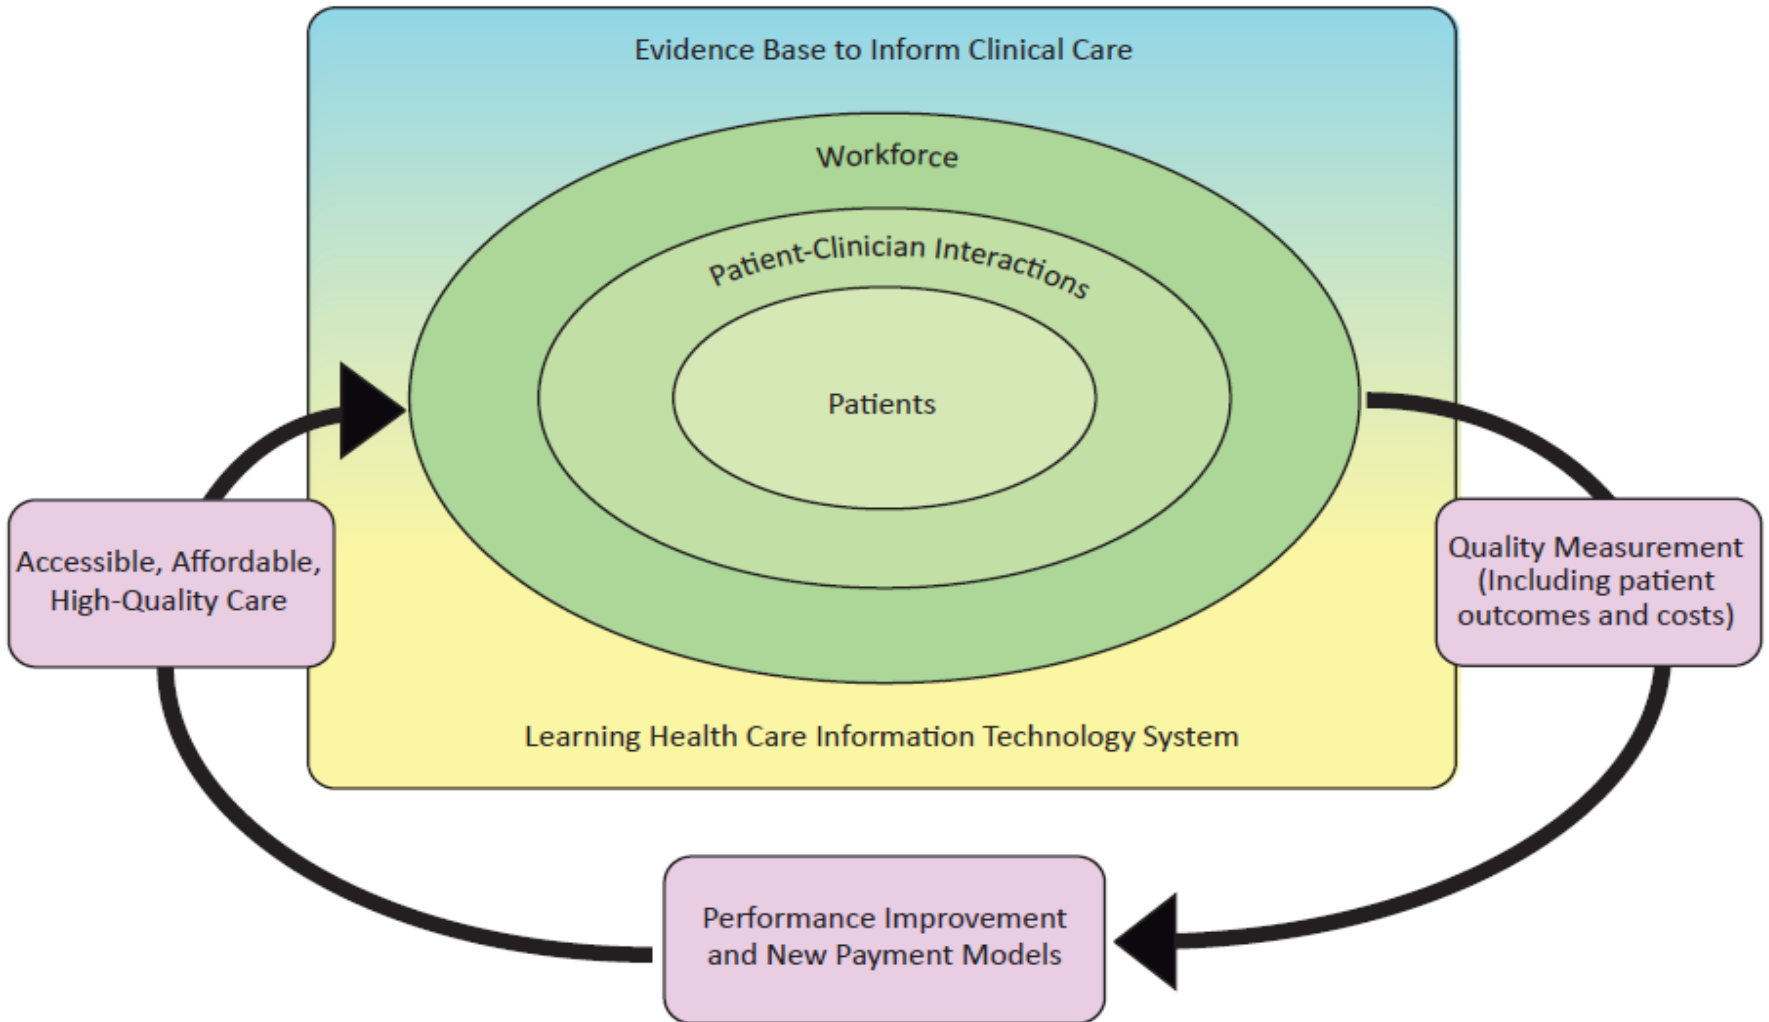 Evidence Base to Inform Clinical Care
Workforce
Patient-Clinician Interactions
Patients
Accessible, Affordable,
High-Quality Care
Quality Measurement
(Including patient
outcomes and costs)
Learning Health Care Information Technology System
Performance Improvement
and New Payment Models